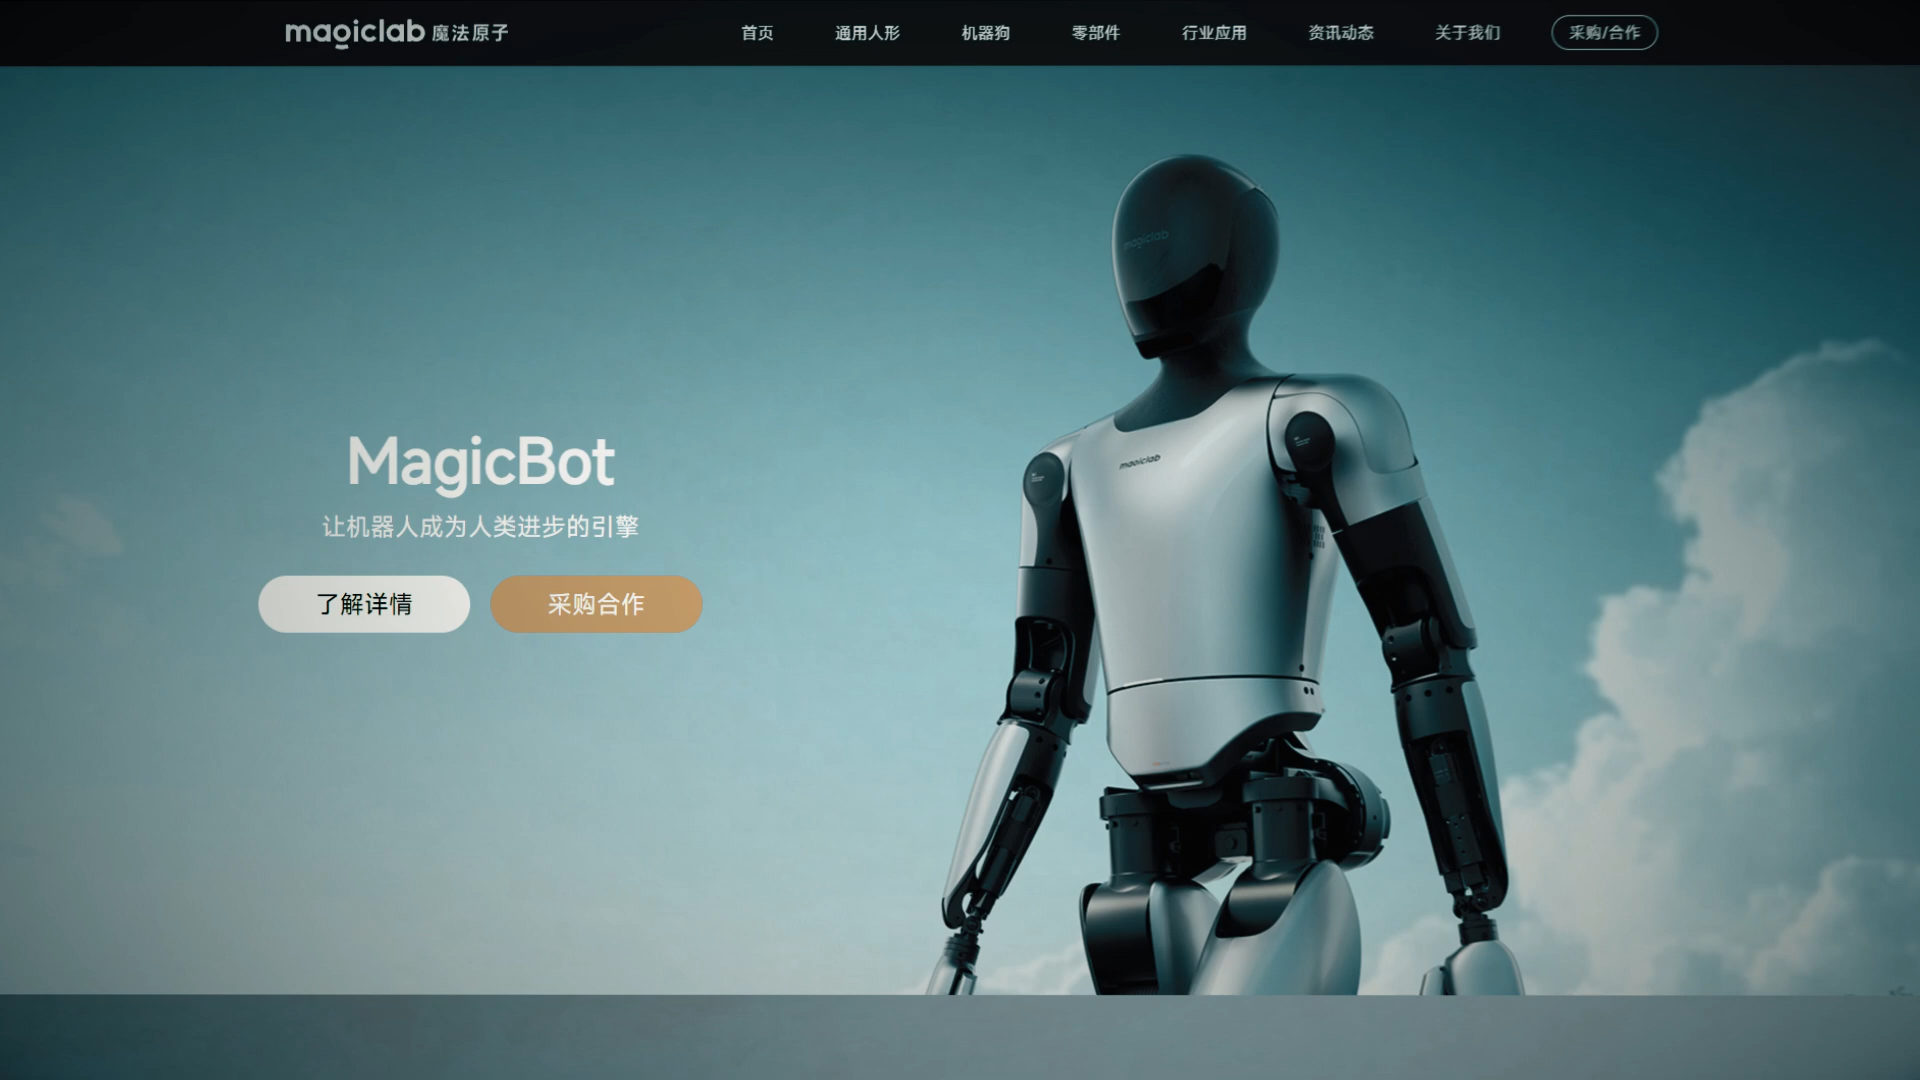 magiclab 魔法原子
首页 通用人形 机器狗 零部件 行业应用 资讯动态 关于我们 采购/合作
magiclab
magiclab
MagicBot
让机器人成为人类进步的引擎
了解详情 采购合作